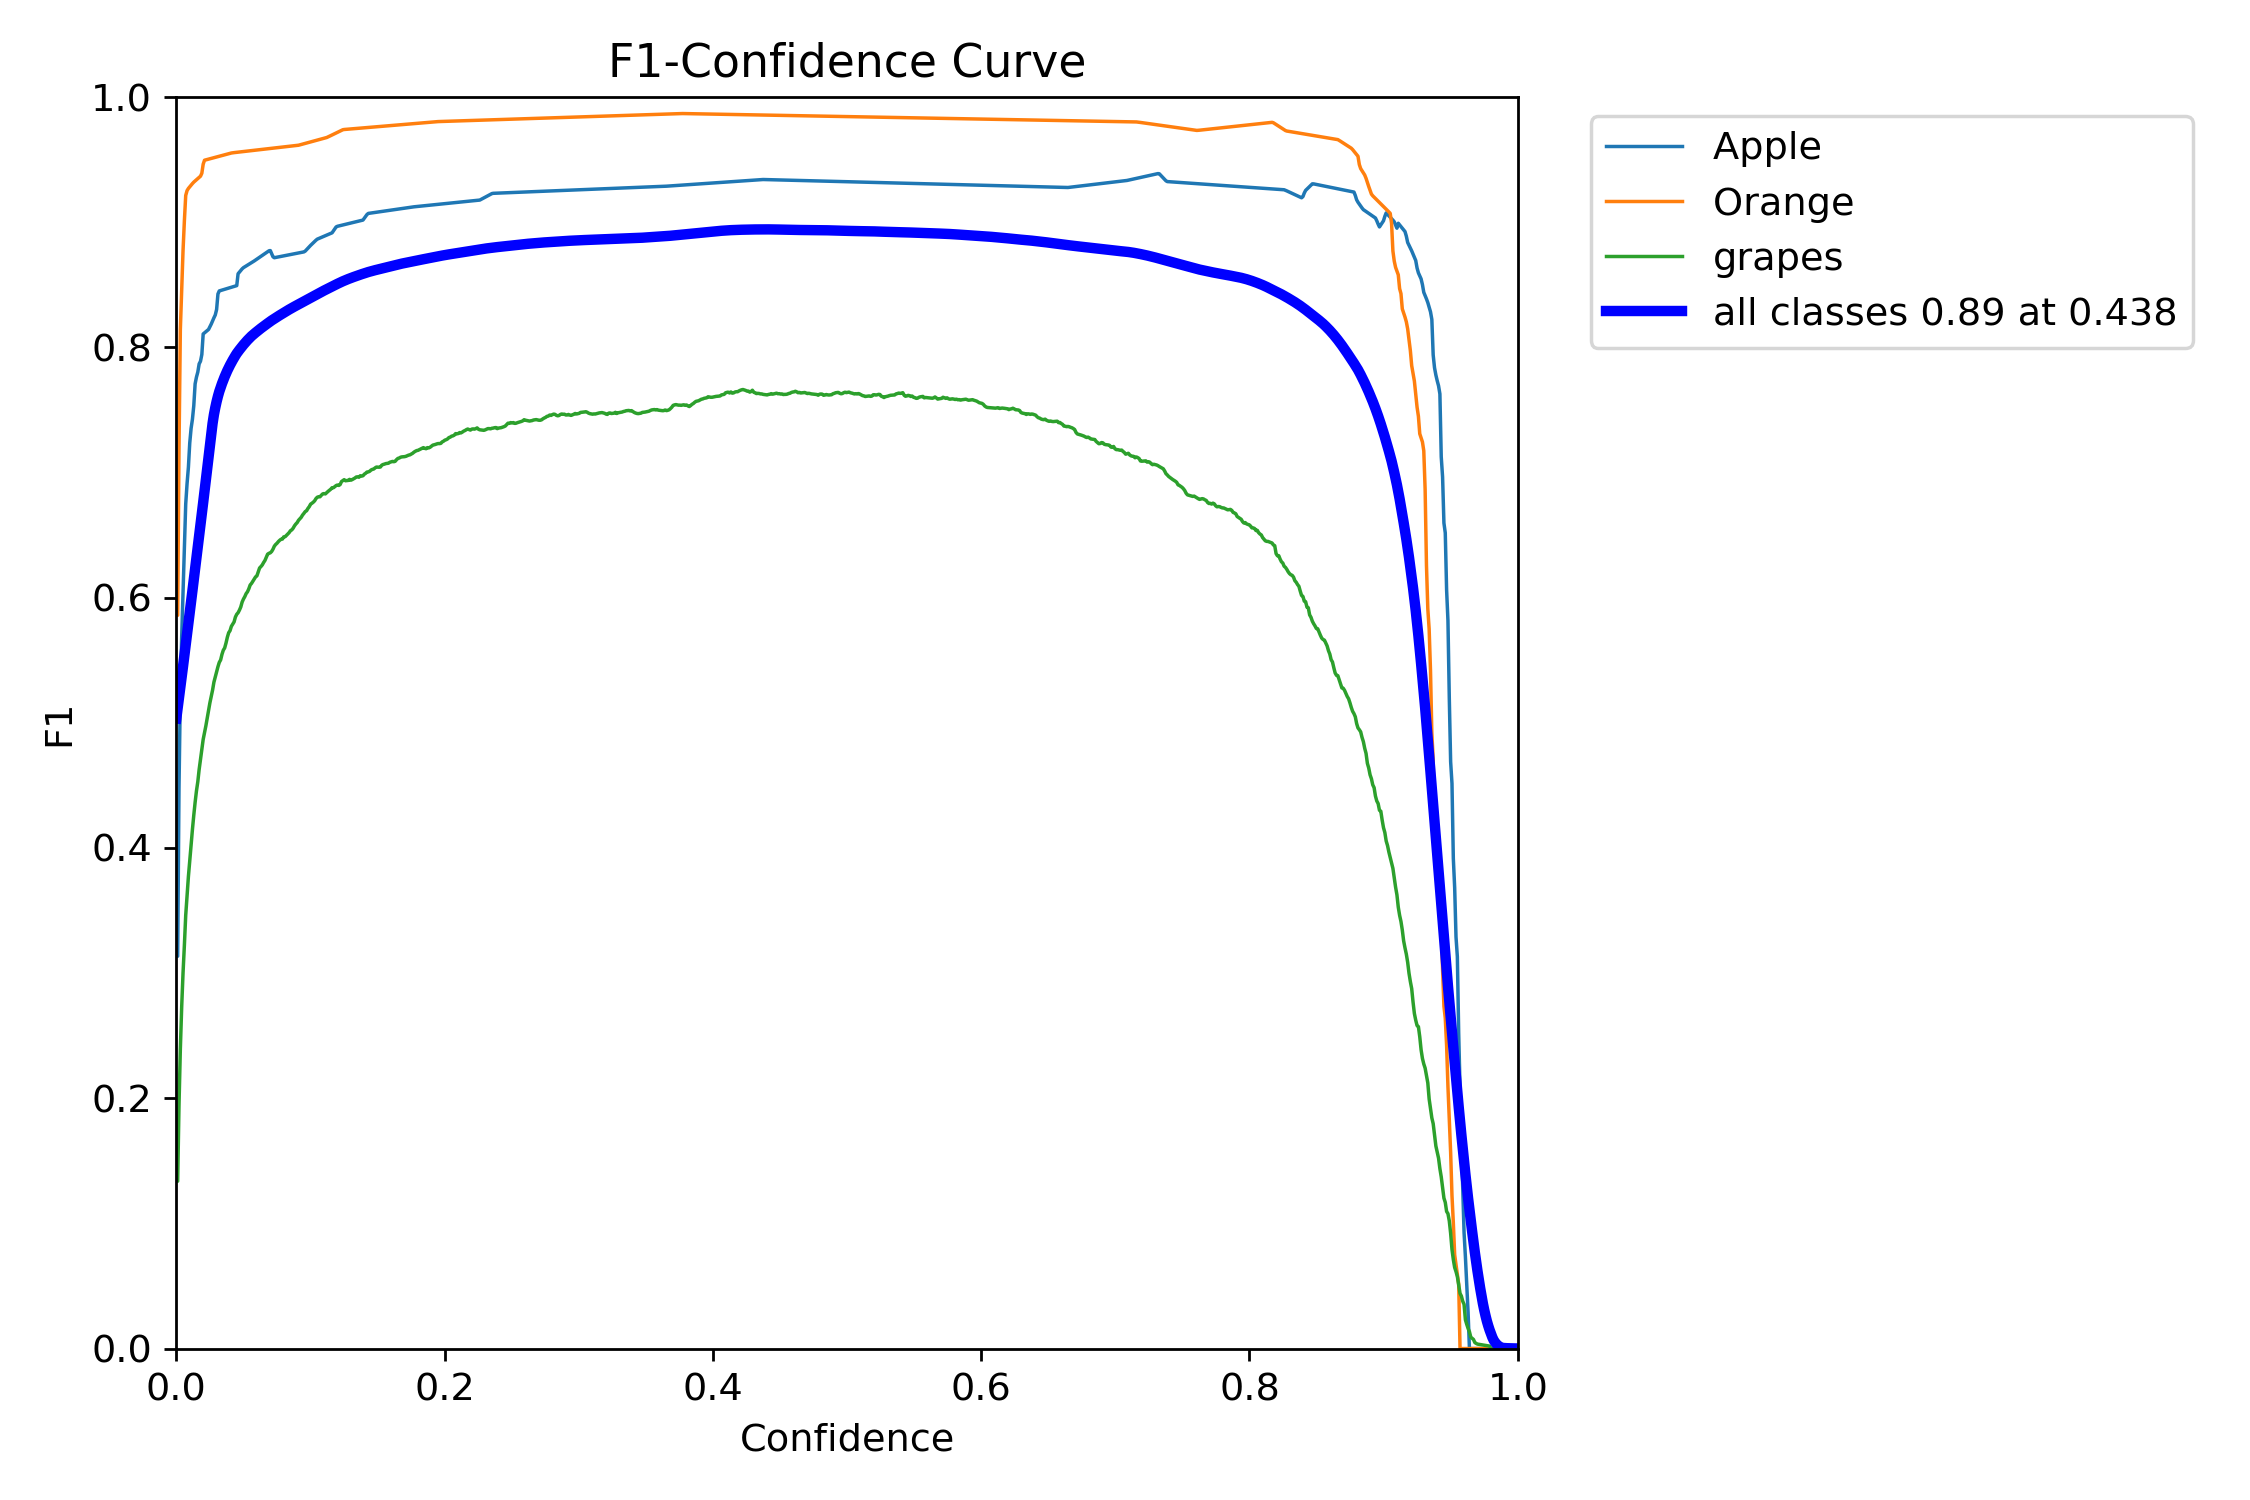 F1-Confidence Curve
1.0
0.8
0.6
0.4
0.2
0.0
F1
0.0 0.2 0.4 0.6 0.8 1.0
Confidence
Apple
Orange
grapes
all classes 0.89 at 0.438